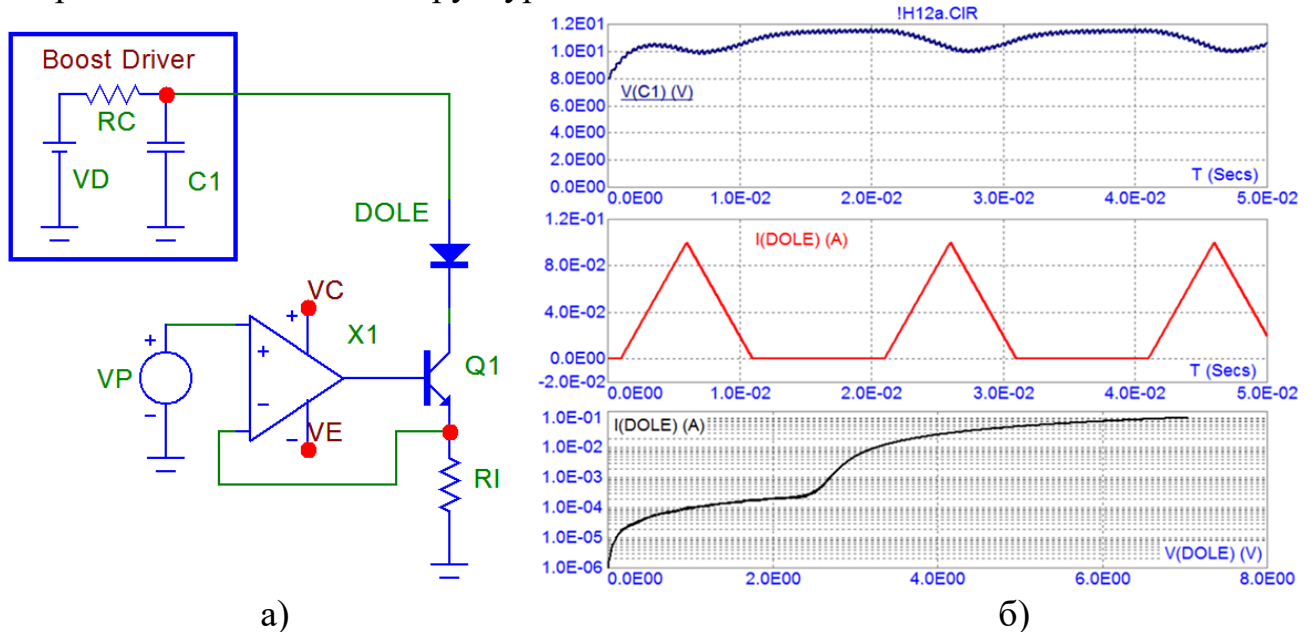 Boost Driver
RC
VD
C1
DOLE
VC
X1
VP
Q1
VE
RI
а)
!H12a.CIR
1.2E01
1.0E01
8.0E00
6.0E00
4.0E00
2.0E00
0.0E00
V(C1) (V)
T (Secs)
0.0E00 1.0E-02 2.0E-02 3.0E-02 4.0E-02 5.0E-02
1.2E-01
8.0E-02
4.0E-02
0.0E00
-2.0E-02
I(DOLE) (A)
T (Secs)
0.0E00 1.0E-02 2.0E-02 3.0E-02 4.0E-02 5.0E-02
1.0E-01
1.0E-02
1.0E-03
1.0E-04
1.0E-05
1.0E-06
I(DOLE) (A)
V(DOLE) (V)
0.0E00 2.0E00 4.0E00 6.0E00 8.0E00
б)